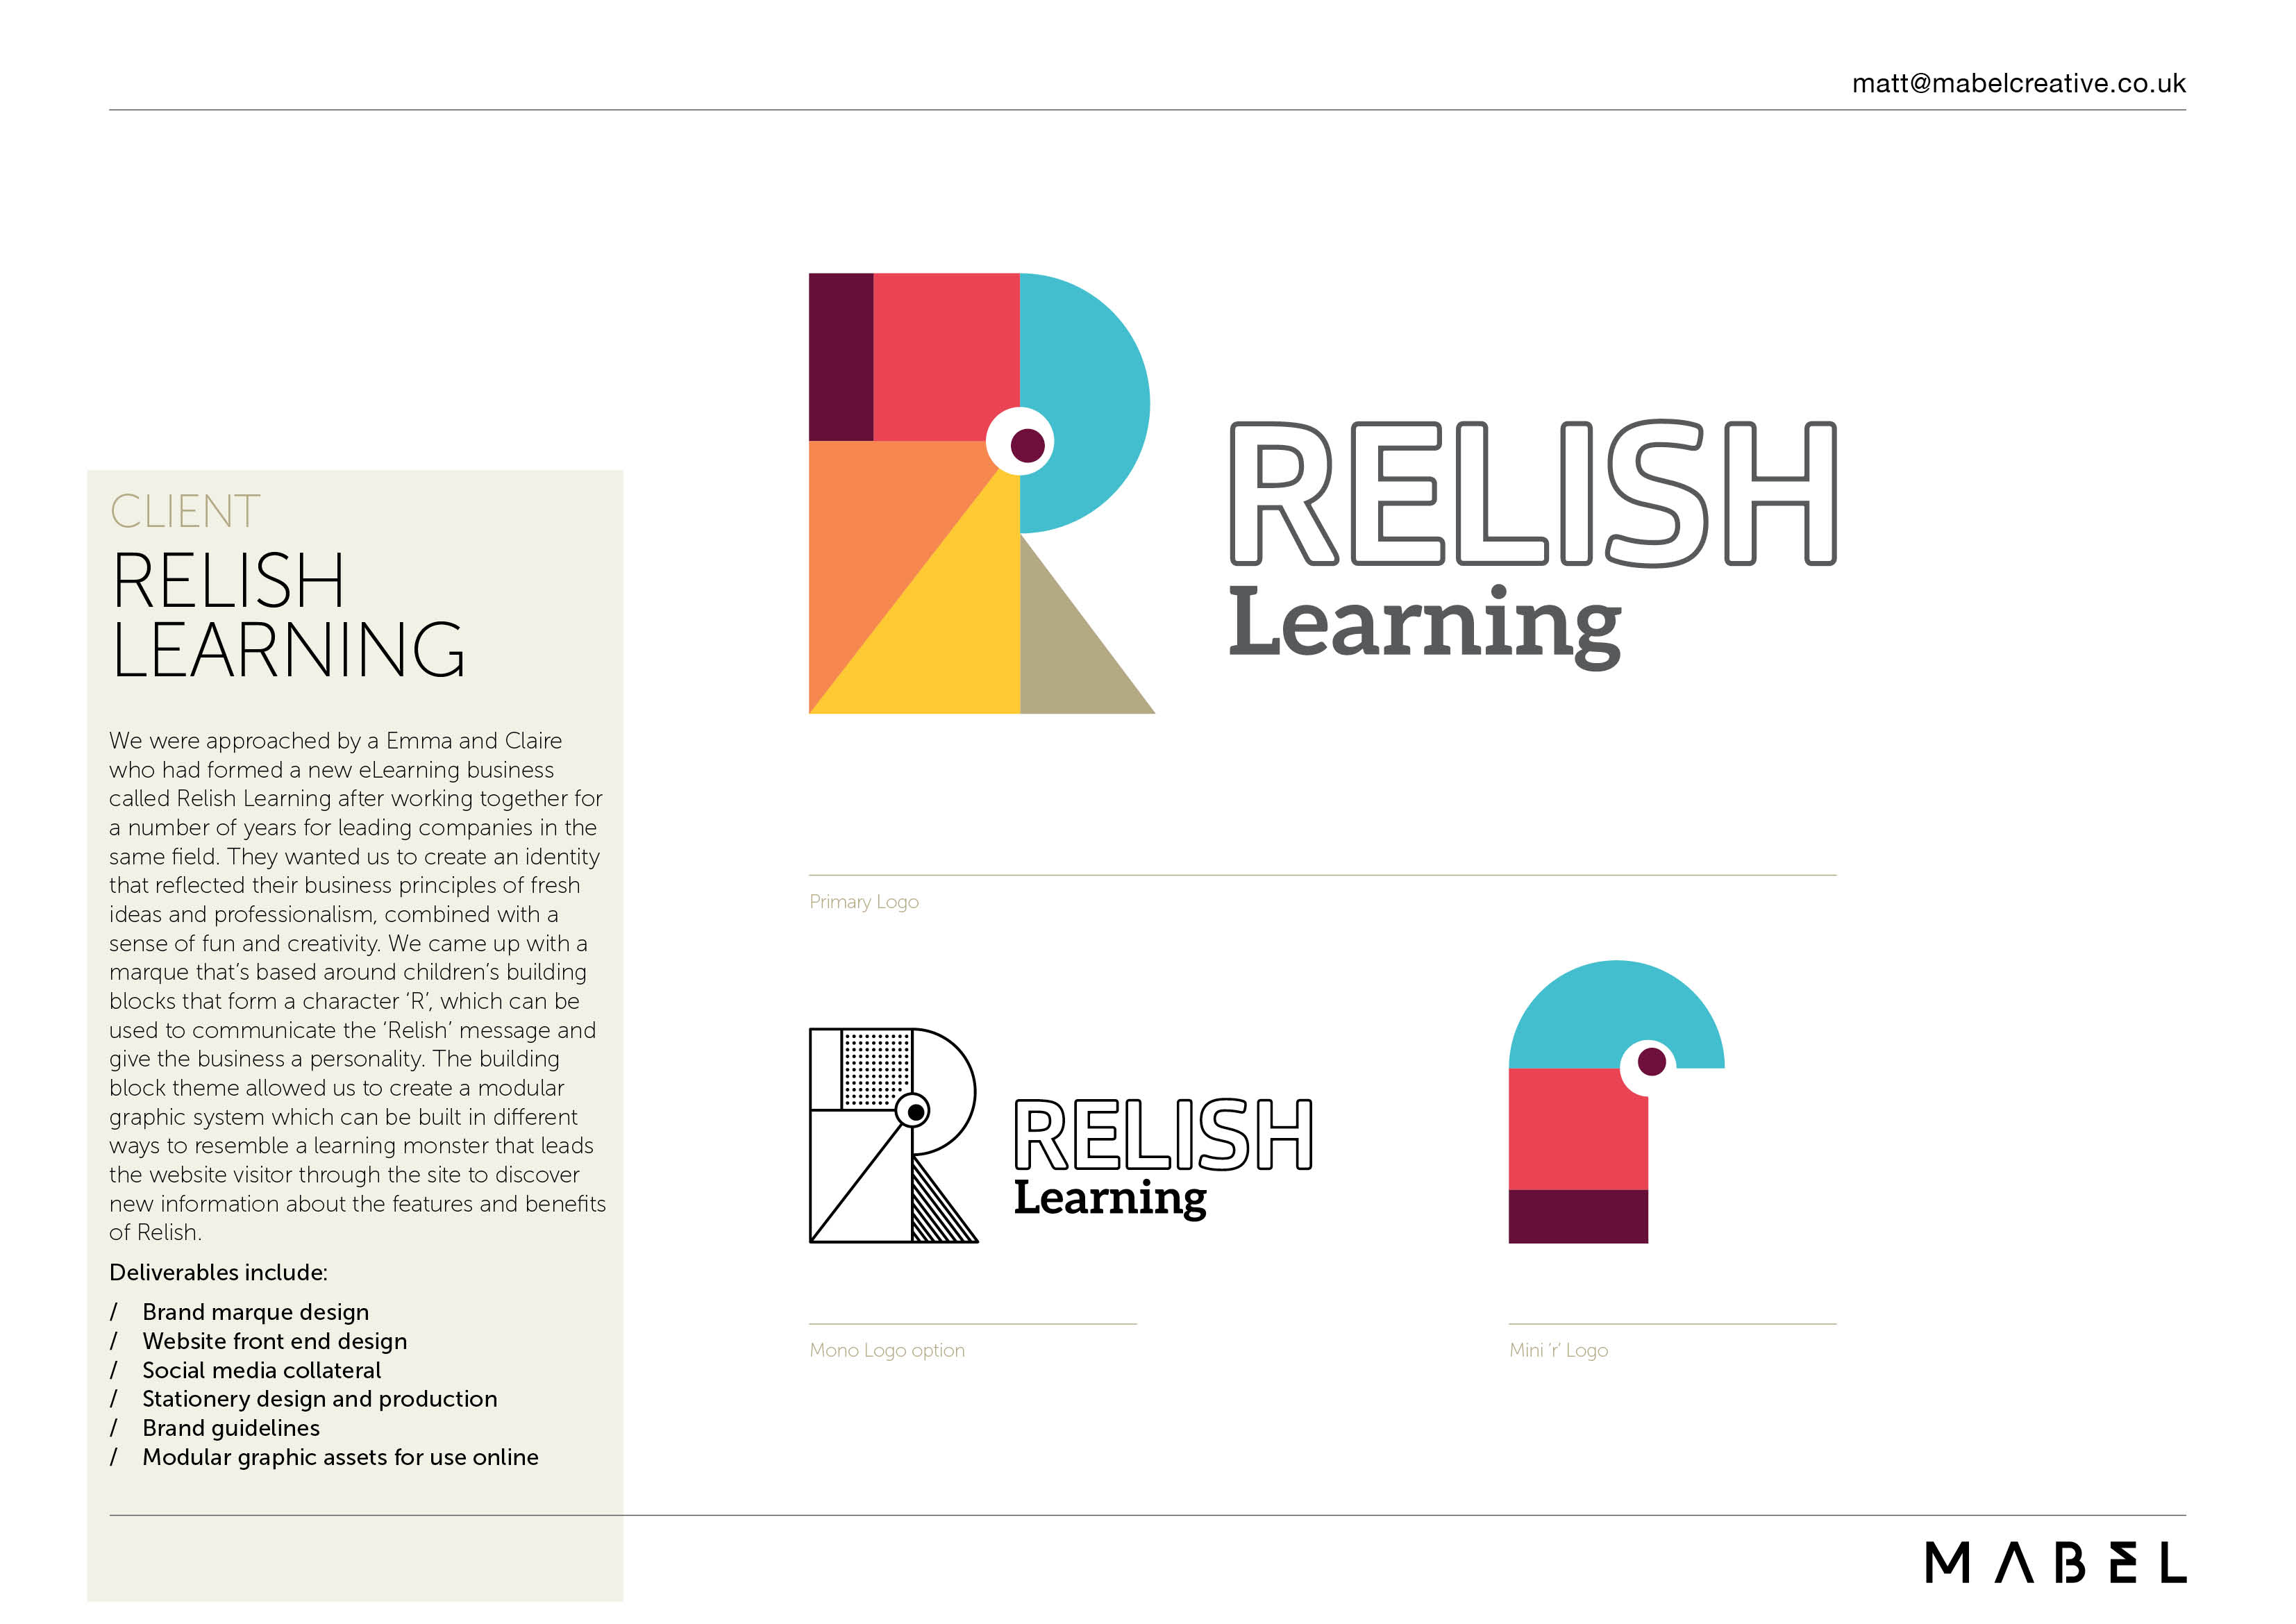 matt@mabelcreative.co.uk
CLIENT
RELISH
LEARNING
We were approached by a Emma and Claire
who had formed a new eLearning business
called Relish Learning after working together for
a number of years for leading companies in the
same field. They wanted us to create an identity
that reflected their business principles of fresh
ideas and professionalism, combined with a
sense of fun and creativity. We came up with a
marque that’s based around children’s building
blocks that form a character ‘R’, which can be
used to communicate the ‘Relish’ message and
give the business a personality. The building
block theme allowed us to create a modular
graphic system which can be built in different
ways to resemble a learning monster that leads
the website visitor through the site to discover
new information about the features and benefits
of Relish.
Deliverables include:
/ Brand marque design
/ Website front end design
/ Social media collateral
/ Stationery design and production
/ Brand guidelines
/ Modular graphic assets for use online
R
RELISH
Learning
Primary Logo
R
RELISH
Learning
Mono Logo option
r
Mini ‘r’ Logo
MABEL